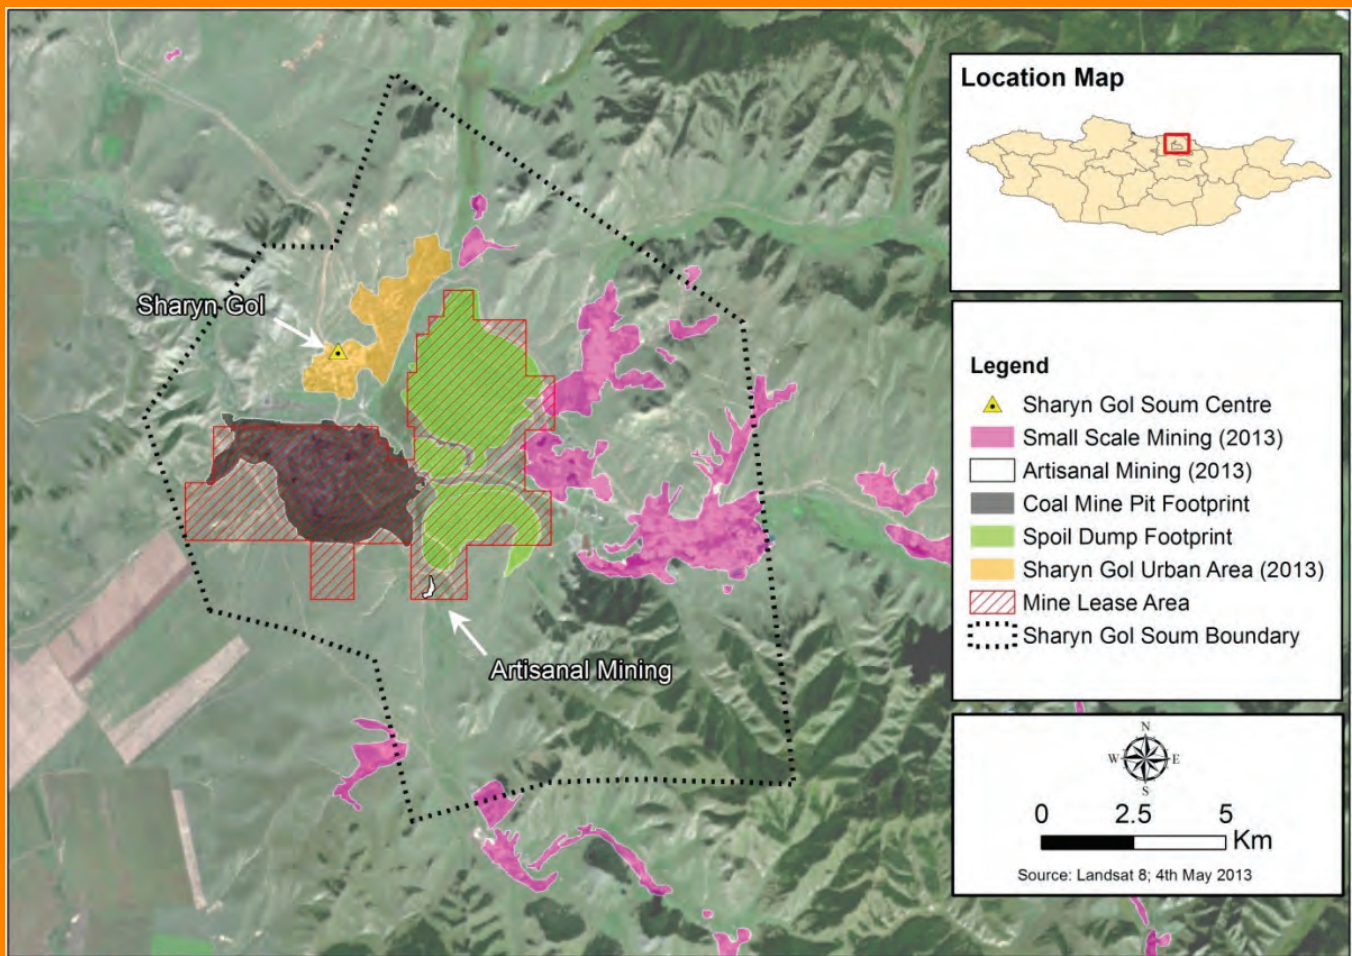 Location Map
Sharyn Gol
Legend
Sharyn Gol Soum Centre
Small Scale Mining (2013)
Artisanal Mining (2013)
Coal Mine Pit Footprint
Spoil Dump Footprint
Sharyn Gol Urban Area (2013)
Mine Lease Area
Sharyn Gol Soum Boundary
Artisanal Mining
N
W E
S
0 2.5 5
Km
Source: Landsat 8; 4th May 2013